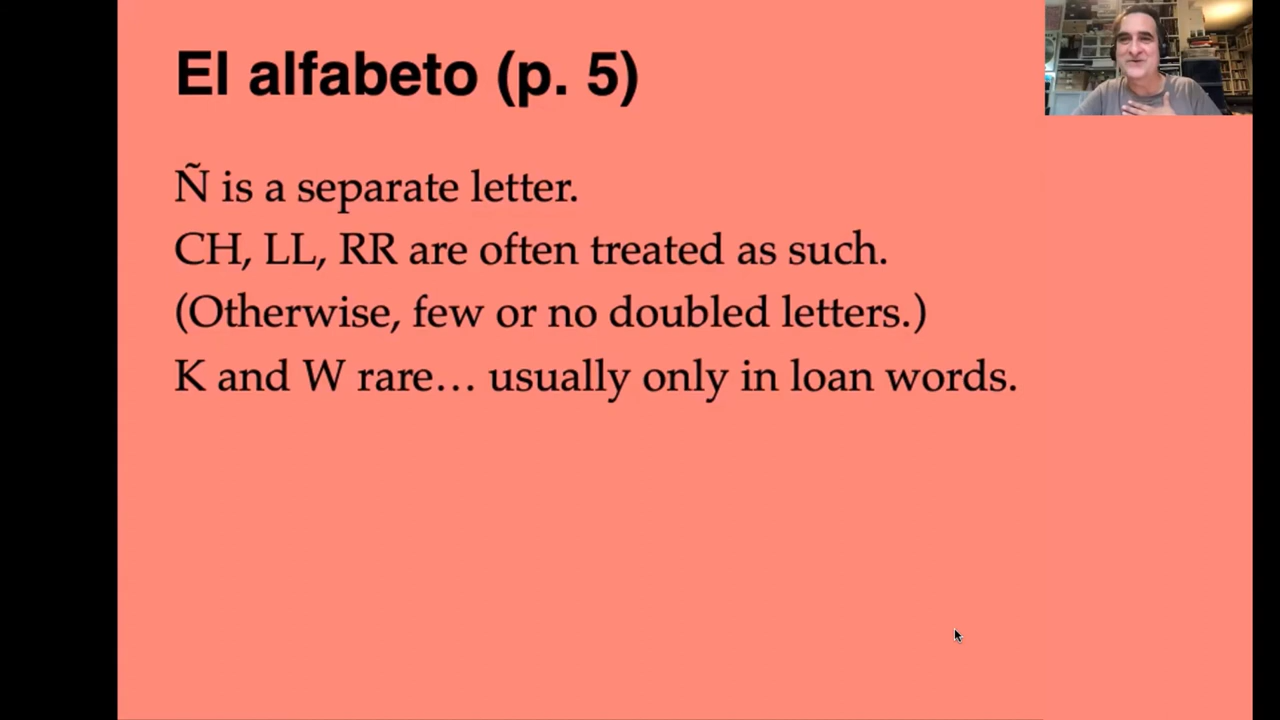 El alfabeto (p. 5)
Ñ is a separate letter.
CH, LL, RR are often treated as such.
(Otherwise, few or no doubled letters.)
K and W rare… usually only in loan words.